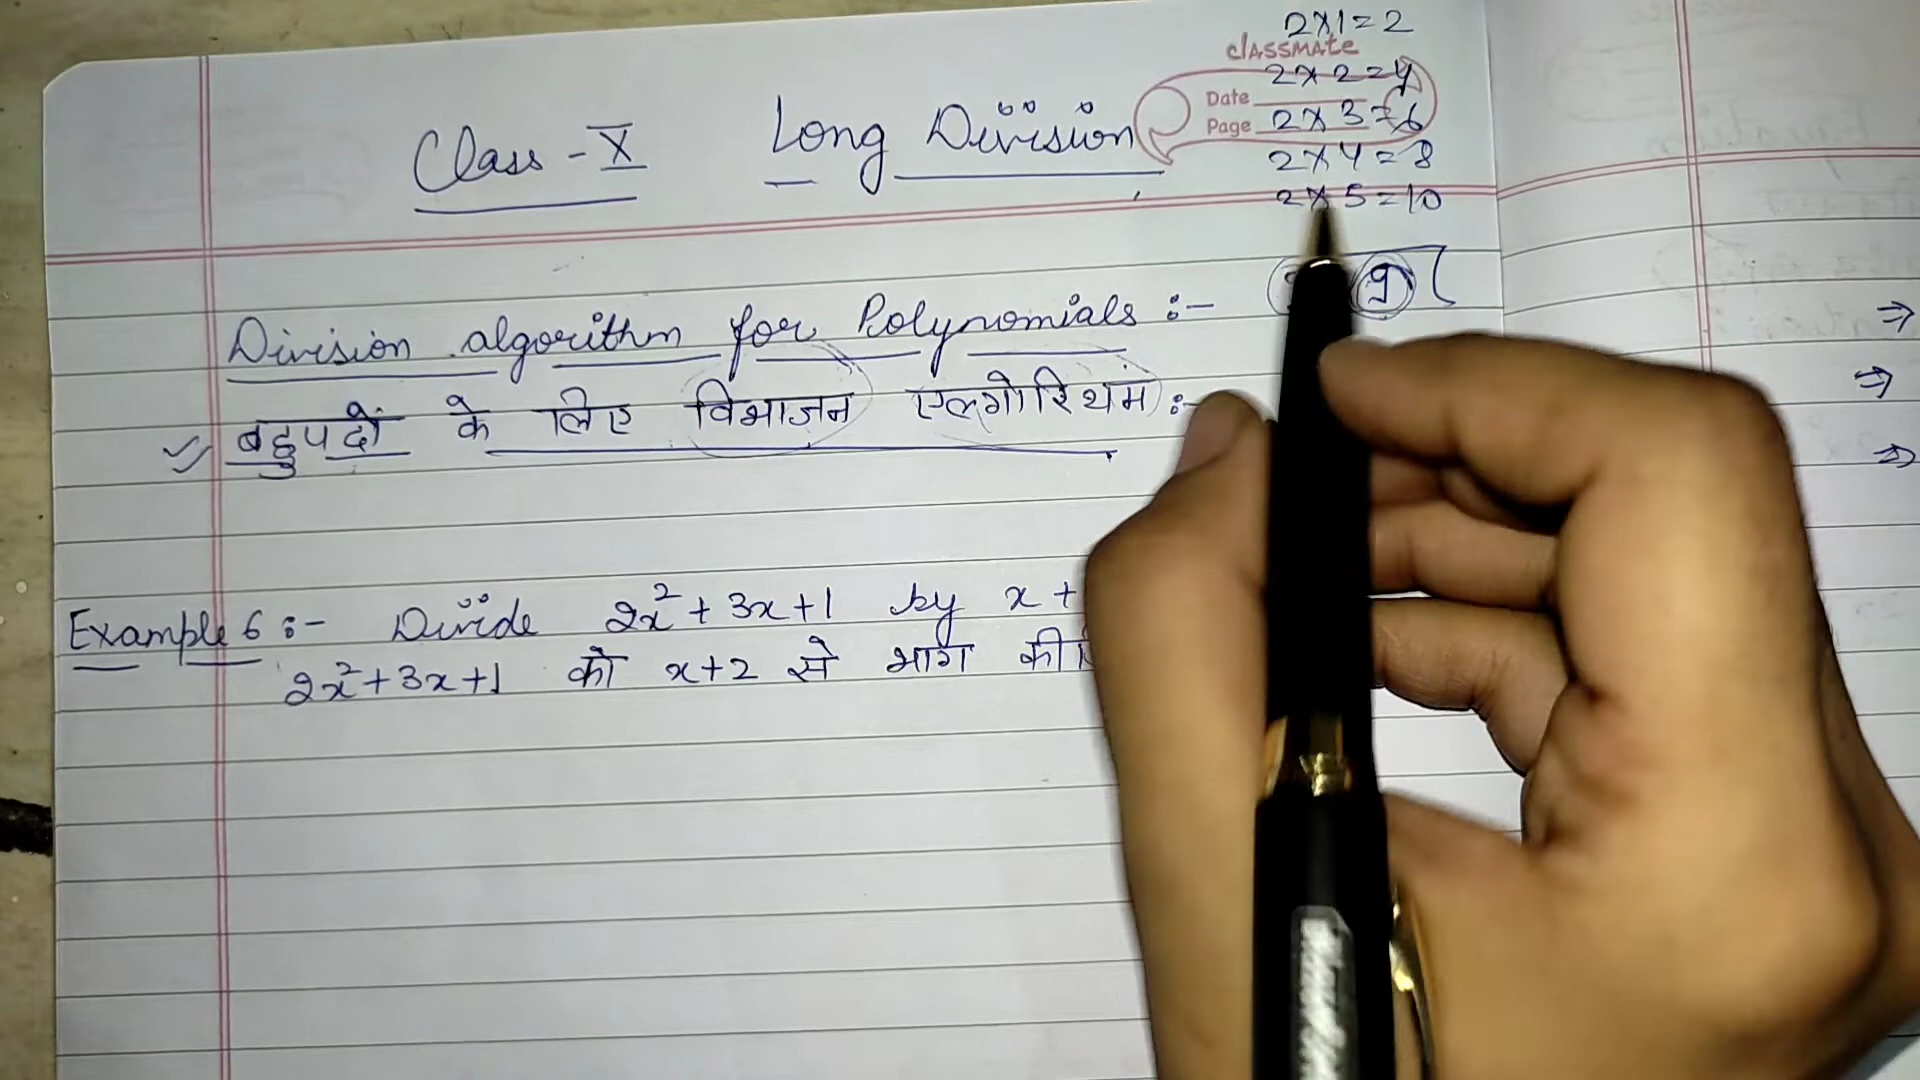 2×1=2
classmate
2×2=4
Date
Page 2×3=6
2×4=8
2×5=10
Class-X Long Division
9
Division algorithm for Polynomials :-
बहुपदों के लिए विभाजन एल्गोरिथम :-
Example 6:- Divide 2x²+3x+1 by x+
2x²+3x+1 को x+2 से भाग